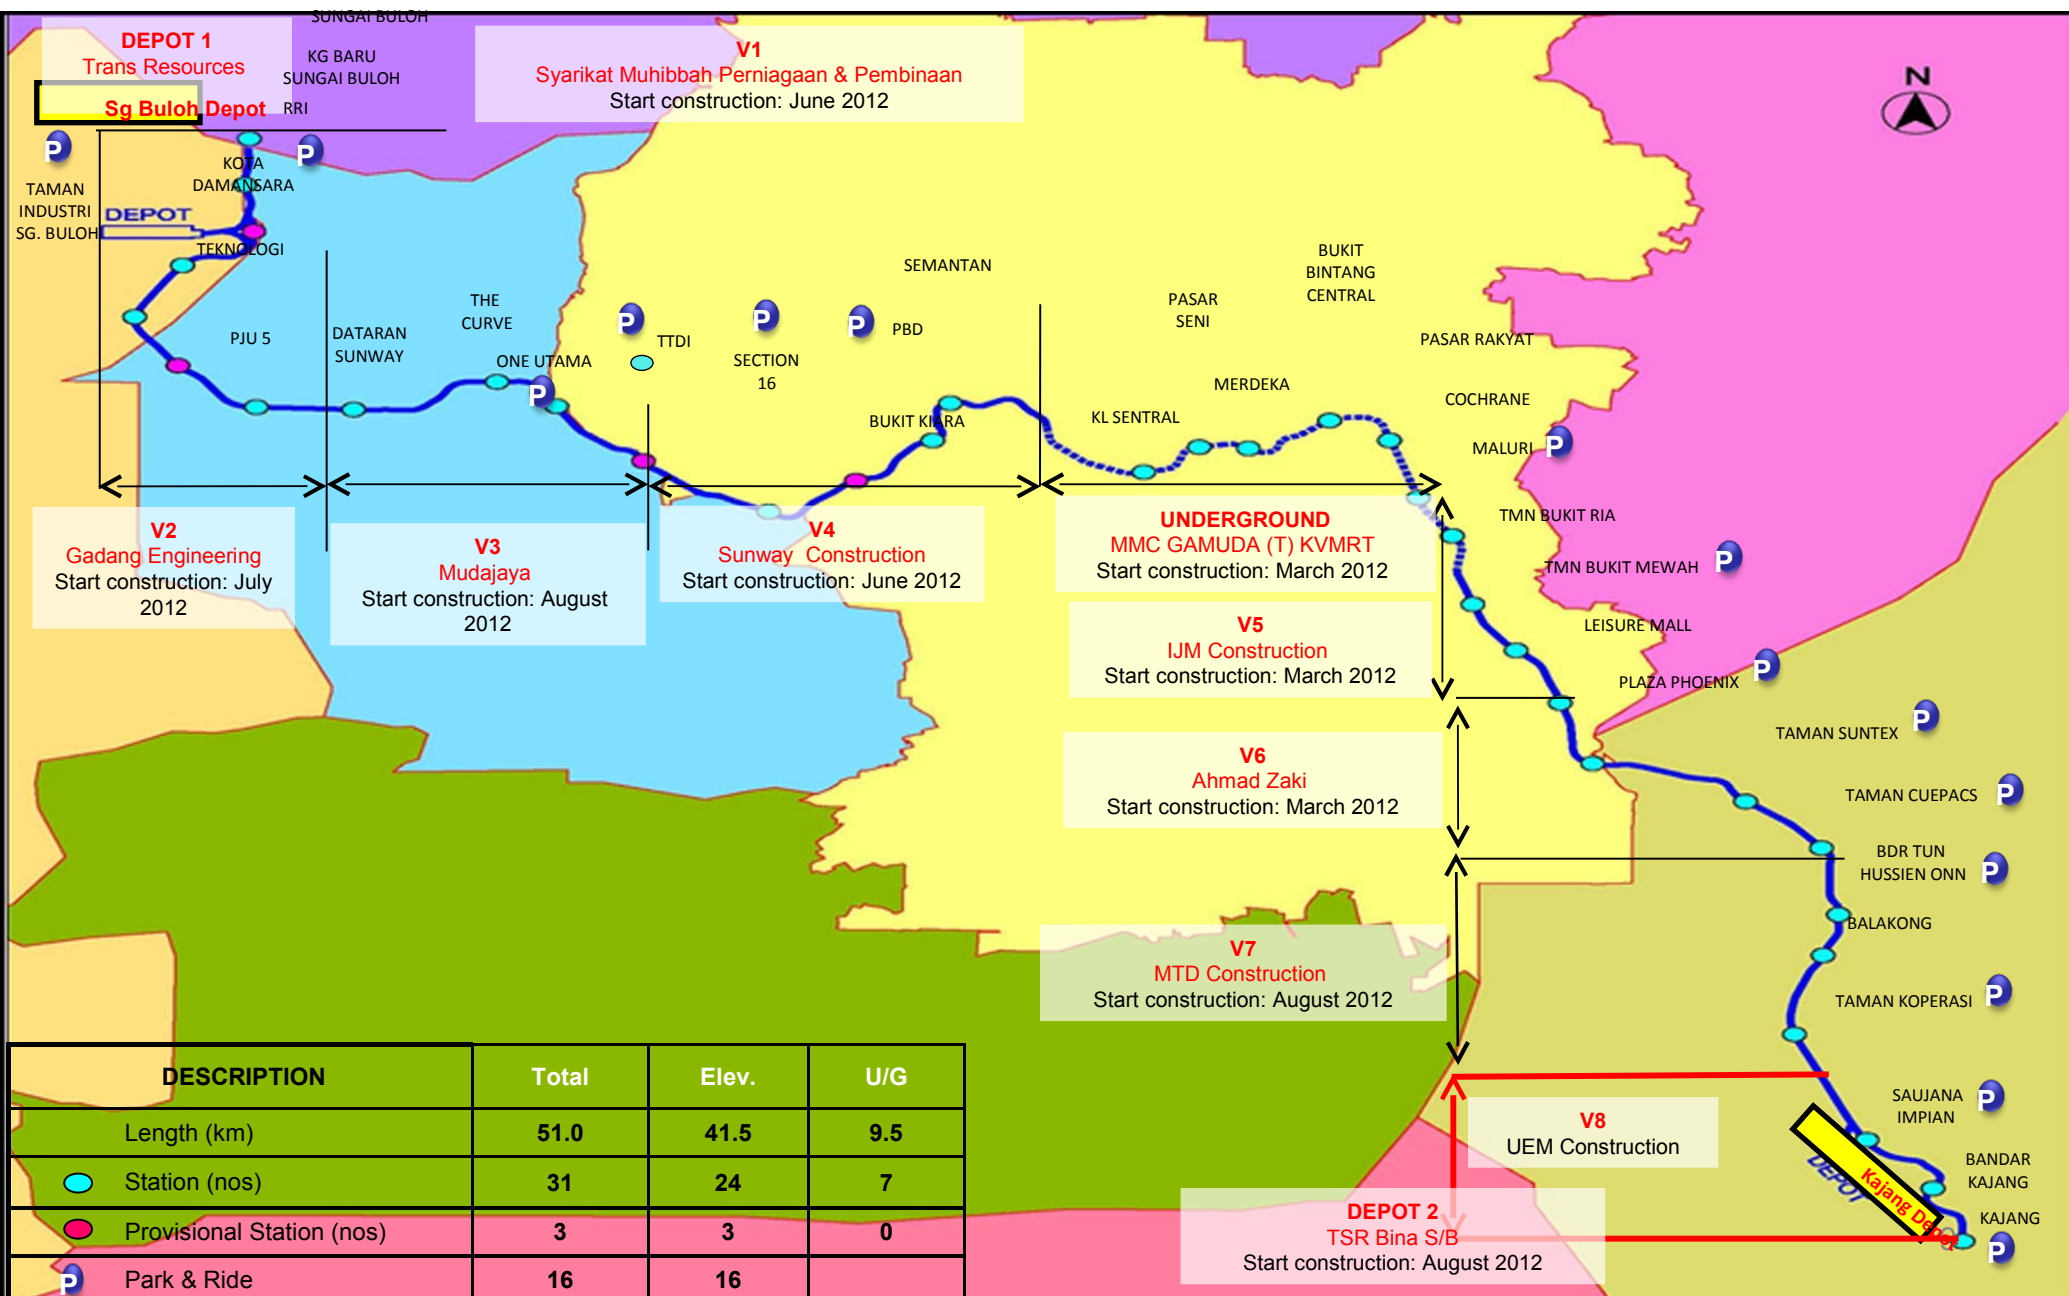 SUNGAI BULOH
DEPOT 1
Trans Resources
Sg Buloh Depot
KG BARU
SUNGAI BULOH
RRI
V1
Syarikat Muhibbah Perniagaan & Pembinaan
Start construction: June 2012
N
P
P
KOTA
DAMANSARA
TAMAN
INDUSTRI
SG. BULOH
DEPOT
TEKNOLOGI
PJU 5
DATARAN
SUNWAY
THE
CURVE
ONE UTAMA
P
P
TTDI
P
SECTION
16
P
PBD
SEMANTAN
BUKIT KIARA
PASAR
SENI
BUKIT
BINTANG
CENTRAL
PASAR RAKYAT
MERDEKA
KL SENTRAL
COCHRANE
MALURI
P
TMN BUKIT RIA
TMN BUKIT MEWAH
P
LEISURE MALL
PLAZA PHOENIX
P
TAMAN SUNTEX
P
TAMAN CUEPACS
P
BDR TUN
HUSSIEN ONN
P
BALAKONG
TAMAN KOPERASI
P
SAUJANA
IMPIAN
P
BANDAR
KAJANG
KAJANG
P
DEPOT
Kajang Depot
V2
Gadang Engineering
Start construction: July
2012
V3
Mudajaya
Start construction: August
2012
V4
Sunway Construction
Start construction: June 2012
UNDERGROUND
MMC GAMUDA (T) KVMRT
Start construction: March 2012
V5
IJM Construction
Start construction: March 2012
V6
Ahmad Zaki
Start construction: March 2012
V7
MTD Construction
Start construction: August 2012
V8
UEM Construction
DEPOT 2
TSR Bina S/B
Start construction: August 2012
DESCRIPTION Total Elev. U/G
Length (km) 51.0 41.5 9.5
Station (nos) 31 24 7
Provisional Station (nos) 3 3 0
P Park & Ride 16 16